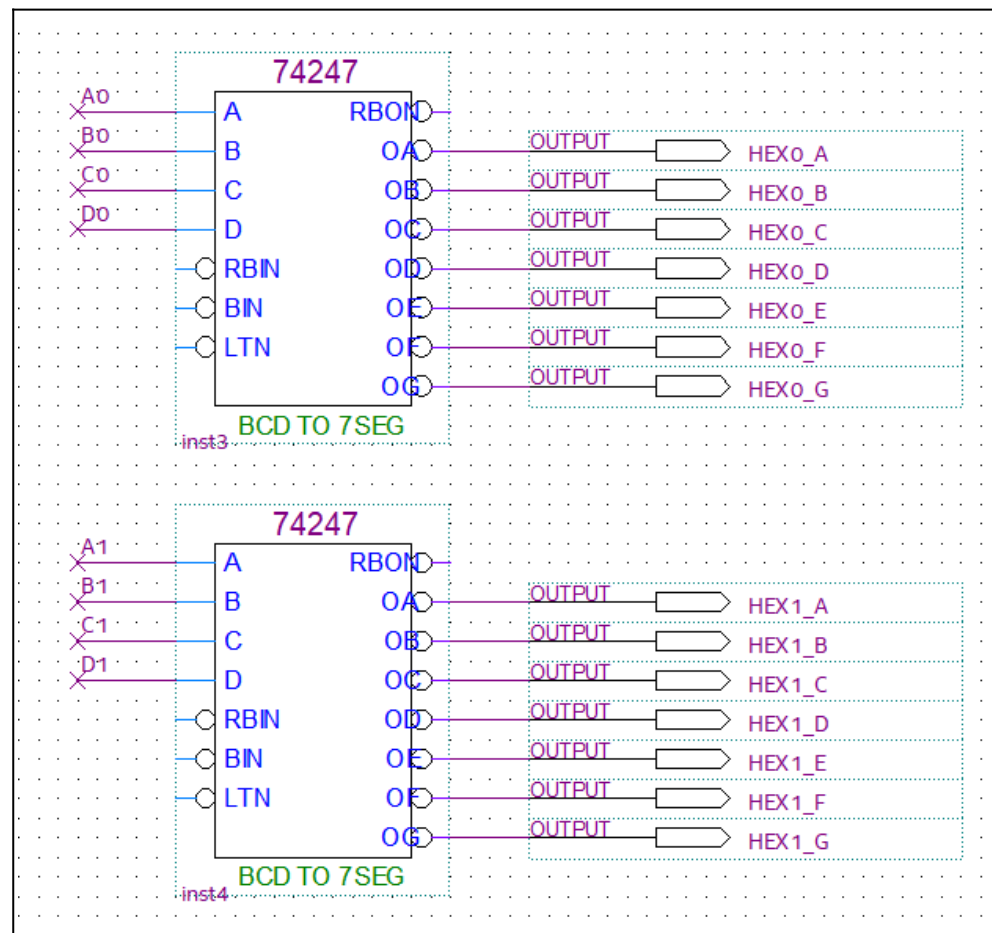 74247
A0 A RBON
B0 B OA OUTPUT HEX0_A
C0 C OB OUTPUT HEX0_B
D0 D OC OUTPUT HEX0_C
RBIN OD OUTPUT HEX0_D
BIN OE OUTPUT HEX0_E
LTN OF OUTPUT HEX0_F
OG OUTPUT HEX0_G
BCD TO 7SEG
inst3
74247
A1 A RBON
B1 B OA OUTPUT HEX1_A
C1 C OB OUTPUT HEX1_B
D1 D OC OUTPUT HEX1_C
RBIN OD OUTPUT HEX1_D
BIN OE OUTPUT HEX1_E
LTN OF OUTPUT HEX1_F
OG OUTPUT HEX1_G
BCD TO 7SEG
inst4